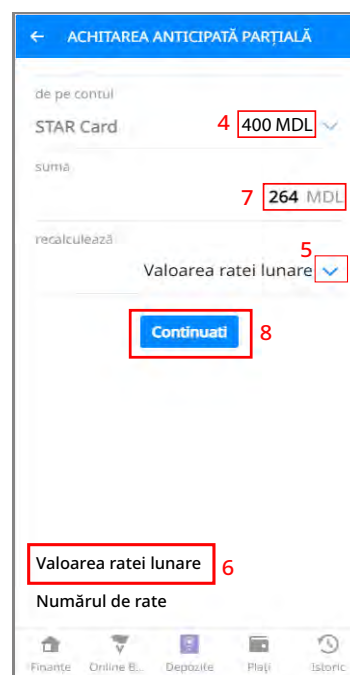 ← ACHITAREA ANTICIPATĂ PARȚIALĂ
de pe contul
STAR Card 4 400 MDL
suma
7 264 MDL
recalculează
5
Valoarea ratei lunare
Continuati 8
Valoarea ratei lunare 6
Numărul de rate
Finanțe Online B... Depozite Plăți Istoric